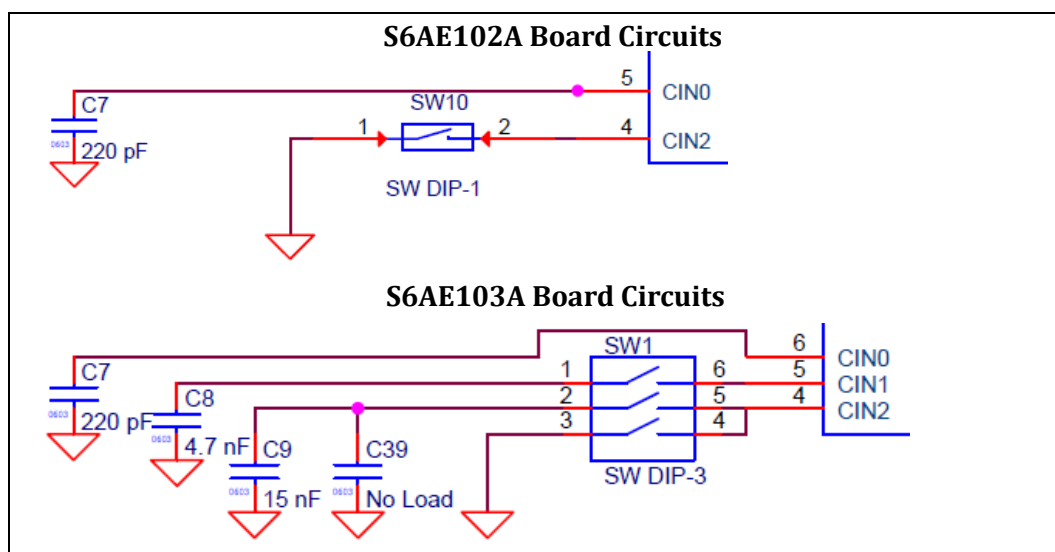 S6AE102A Board Circuits
5
CIN0
C7
SW10
1
2
4
CIN2
0603
220 pF
SW DIP-1
S6AE103A Board Circuits
SW1
6
CIN0
C7
1
6
5
CIN1
C8
2
5
4
CIN2
0603
220 pF
3
4
0603
4.7 nF
C9
C39
SW DIP-3
0603
15 nF
0603
No Load